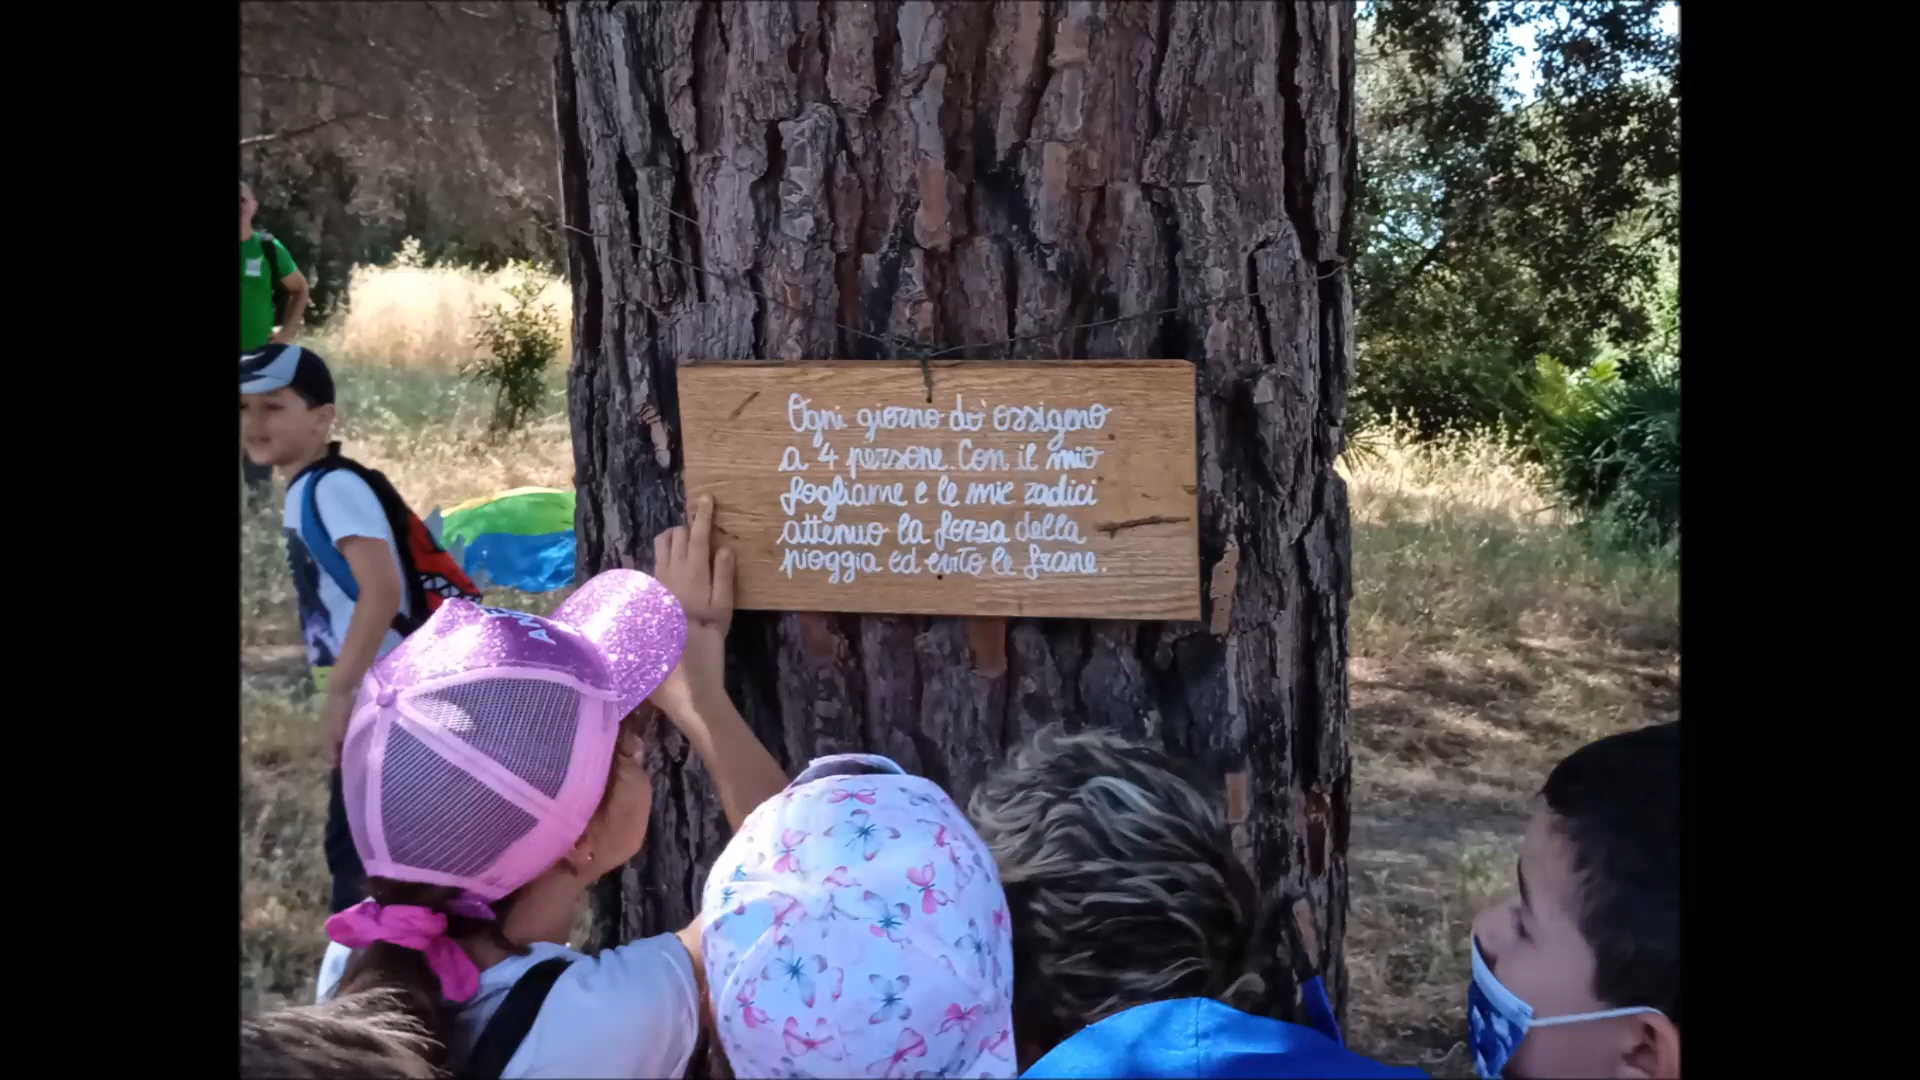 Ogni giorno do' ossigeno
a 4 persone. Con il mio
fogliame e le mie radici
attenuo la forza della
pioggia ed evito le frane.